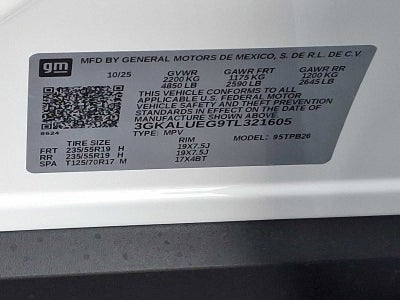 gm
MFD BY GENERAL MOTORS DE MEXICO, S. DE R.L. DE C.V.
10/25 GVWR GAWR FRT GAWR RR
2200 KG 1175 KG 1200 KG
4850 LB 2590 LB 2645 LB
THIS VEHICLE CONFORMS TO ALL
APPLICABLE U.S. FEDERAL MOTOR
VEHICLE SAFETY AND THEFT PREVENTION
STANDARDS IN EFFECT ON THE DATE OF
MANUFACTURE SHOWN ABOVE.
3GKALUEG9TL321605
TYPE: MPV MODEL: 95TPB26
8624
TIRE SIZE RIM
FRT 235/55R19 H 19X7.5J
RR 235/55R19 H 19X7.5J
SPA T125/70R17 M 17X4BT